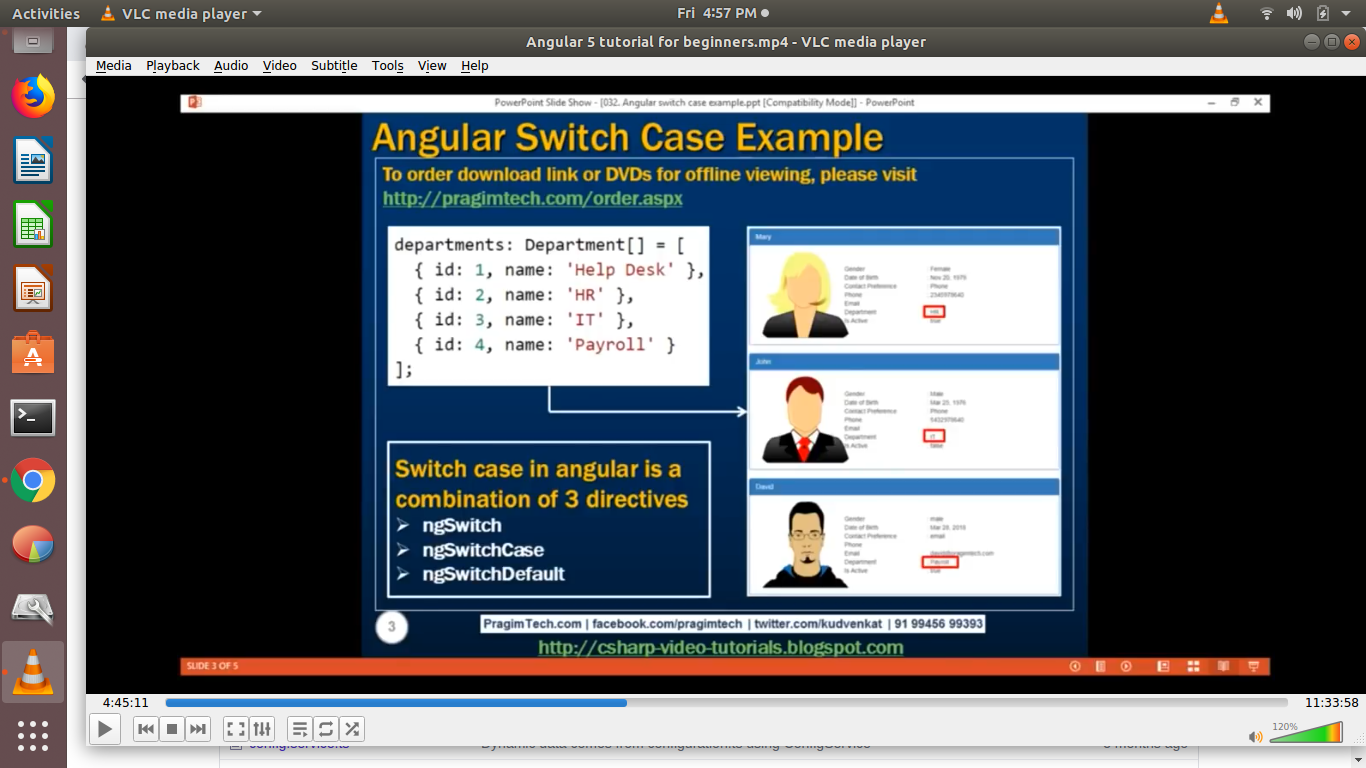 Activities
VLC media player
Fri 4:57 PM
Angular 5 tutorial for beginners.mp4 - VLC media player
Media Playback Audio Video Subtitle Tools View Help
PowerPoint Slide Show - [032. Angular switch case example.ppt [Compatibility Mode]] - PowerPoint
Angular Switch Case Example
To order download link or DVDs for offline viewing, please visit
http://pragimtech.com/order.aspx
departments: Department[] = [
{ id: 1, name: 'Help Desk' },
{ id: 2, name: 'HR' },
{ id: 3, name: 'IT' },
{ id: 4, name: 'Payroll' }
];
Switch case in angular is a
combination of 3 directives
ngSwitch
ngSwitchCase
ngSwitchDefault
Mary
Gender Female
Date of Birth Nov 20, 1979
Contact Preference Phone
Phone 2345978640
Email
Department HR
Is Active true
John
Gender Male
Date of Birth Mar 25, 1976
Contact Preference Phone
Phone 5432978640
Email
Department IT
Is Active false
David
Gender male
Date of Birth Mar 28, 2018
Contact Preference email
Phone
Email
Department Payroll
Is Active true
3
PragimTech.com | facebook.com/pragimtech | twitter.com/kudvenkat | 91 99456 99393
http://csharp-video-tutorials.blogspot.com
SLIDE 3 OF 5
4:45:11
11:33:58
120%